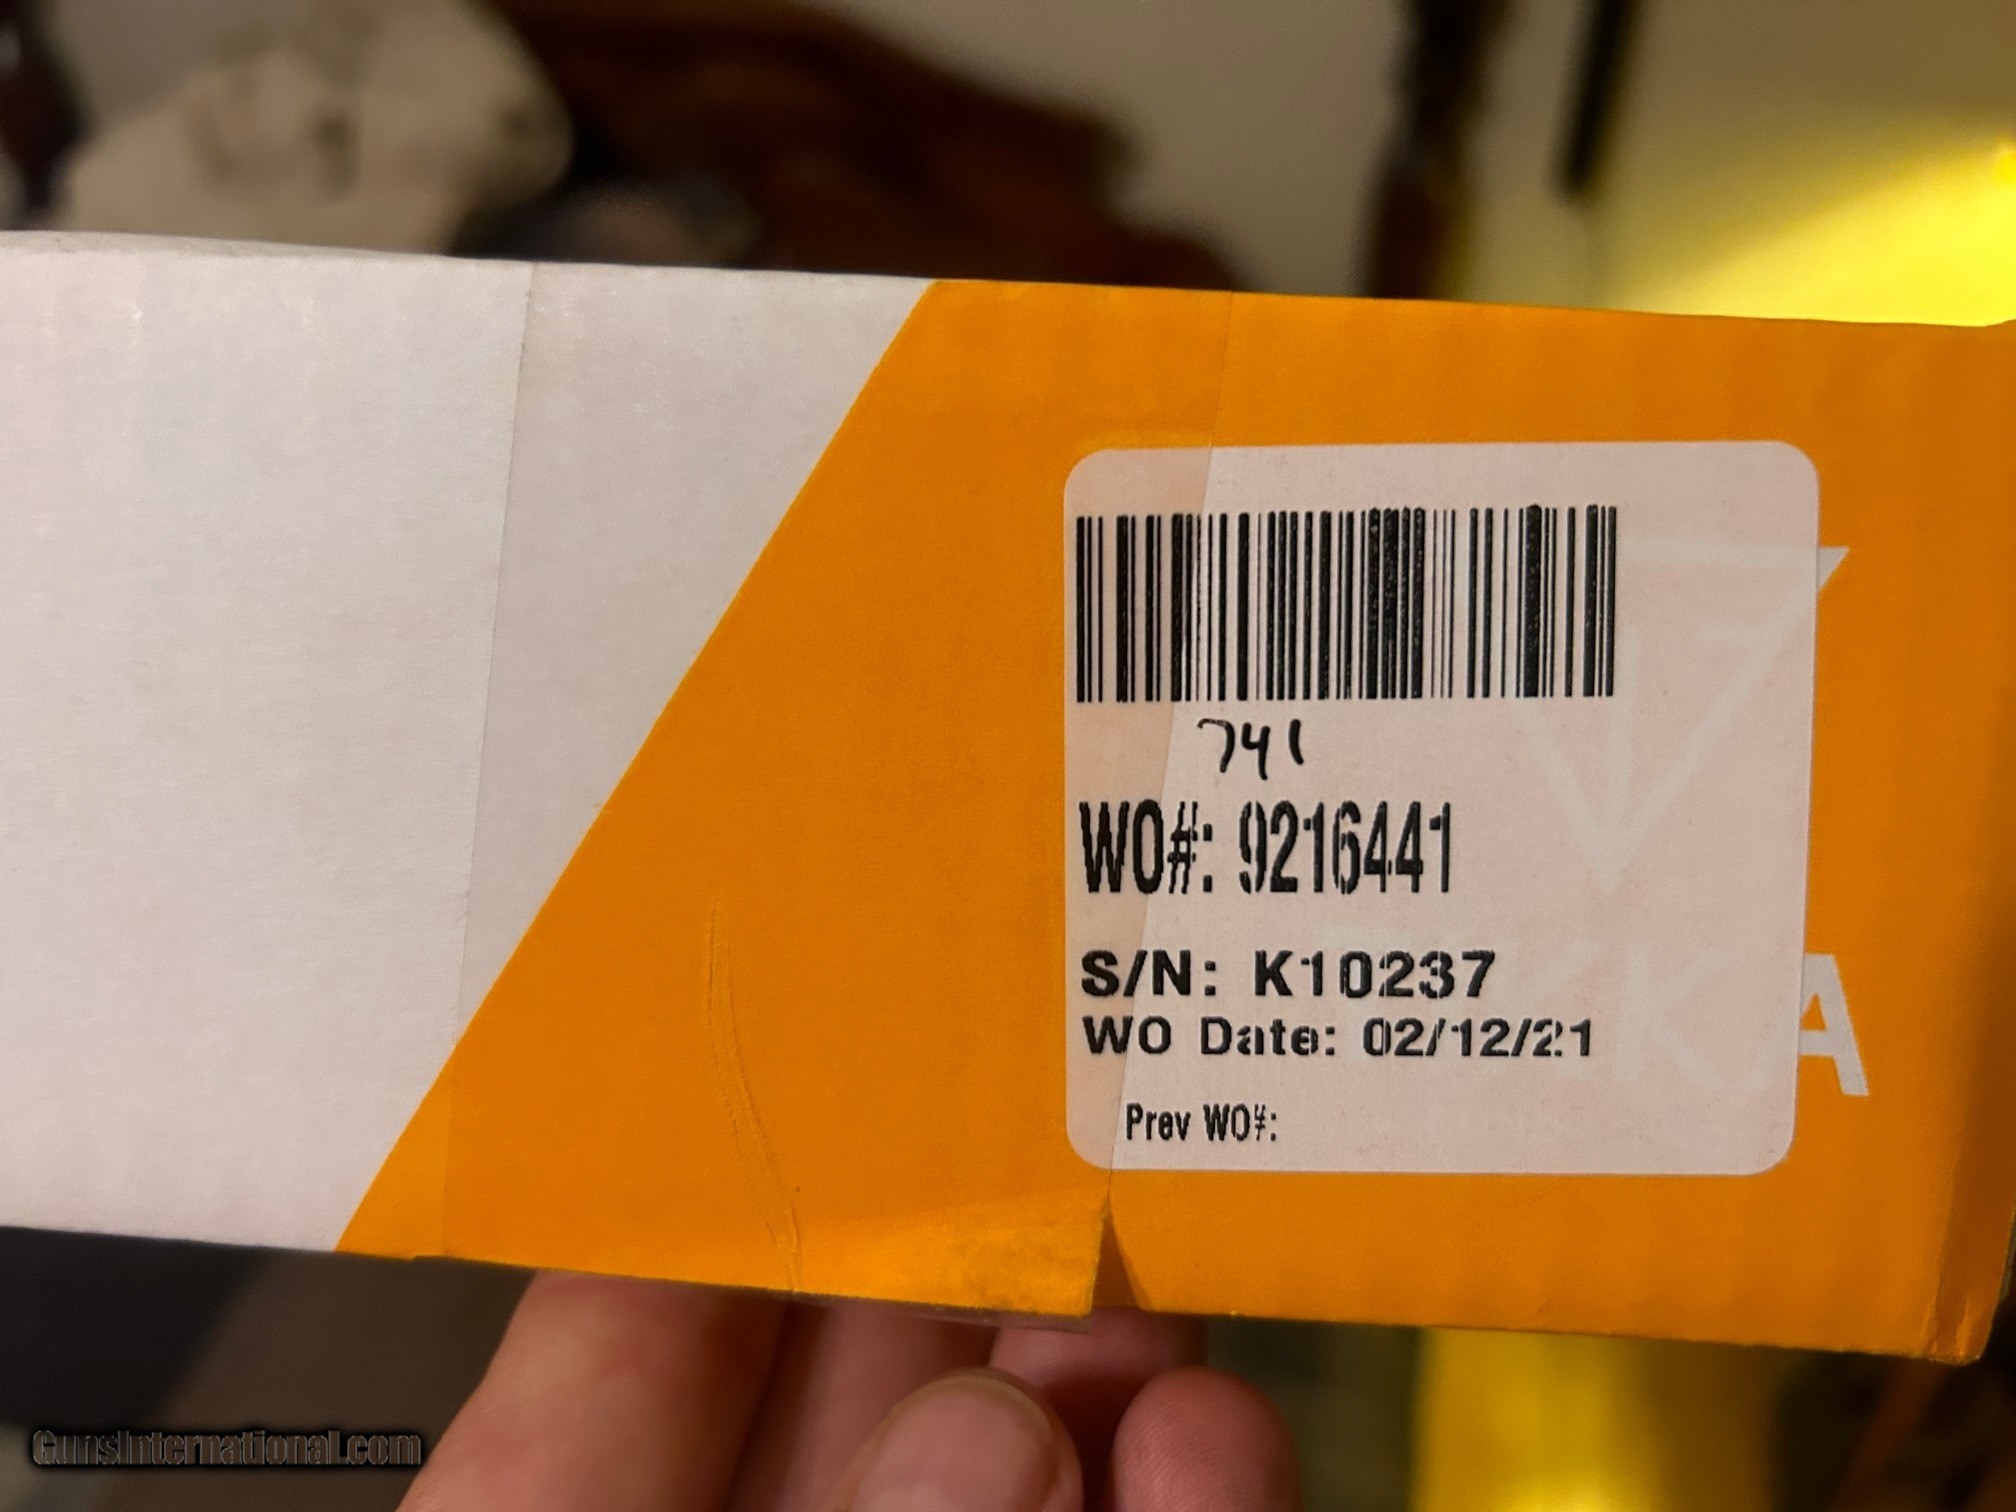 741
WO#: 9216441
S/N: K10237
WO Date: 02/12/21
Prev WO#:
GunsInternational.com